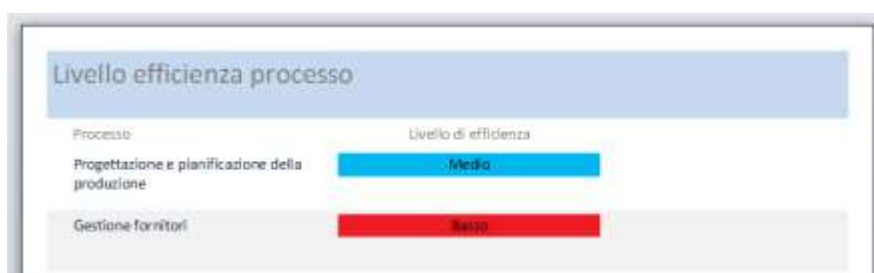 Livello efficienza processo
Processo Livello di efficienza
Progettazione e pianificazione della Medio
produzione
Gestione fornitori Basso